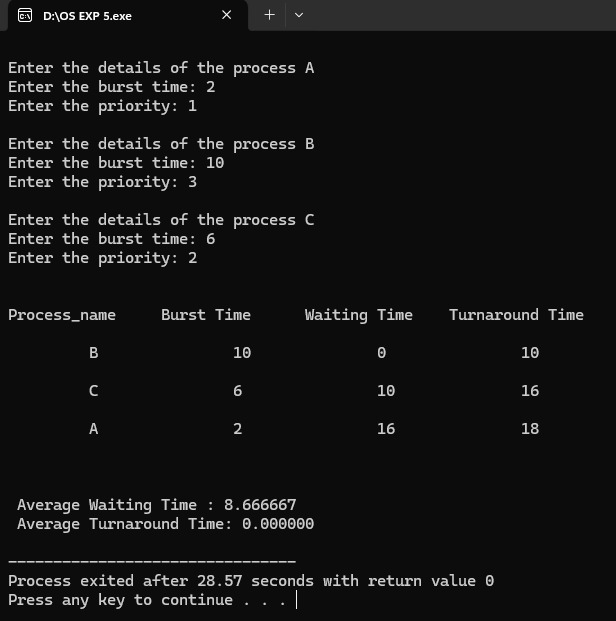 D:\OS EXP 5.exe
Enter the details of the process A
Enter the burst time: 2
Enter the priority: 1
Enter the details of the process B
Enter the burst time: 10
Enter the priority: 3
Enter the details of the process C
Enter the burst time: 6
Enter the priority: 2
Process_name Burst Time Waiting Time Turnaround Time
B 10 0 10
C 6 10 16
A 2 16 18
Average Waiting Time : 8.666667
Average Turnaround Time: 0.000000
--------------------------------
Process exited after 28.57 seconds with return value 0
Press any key to continue . . .